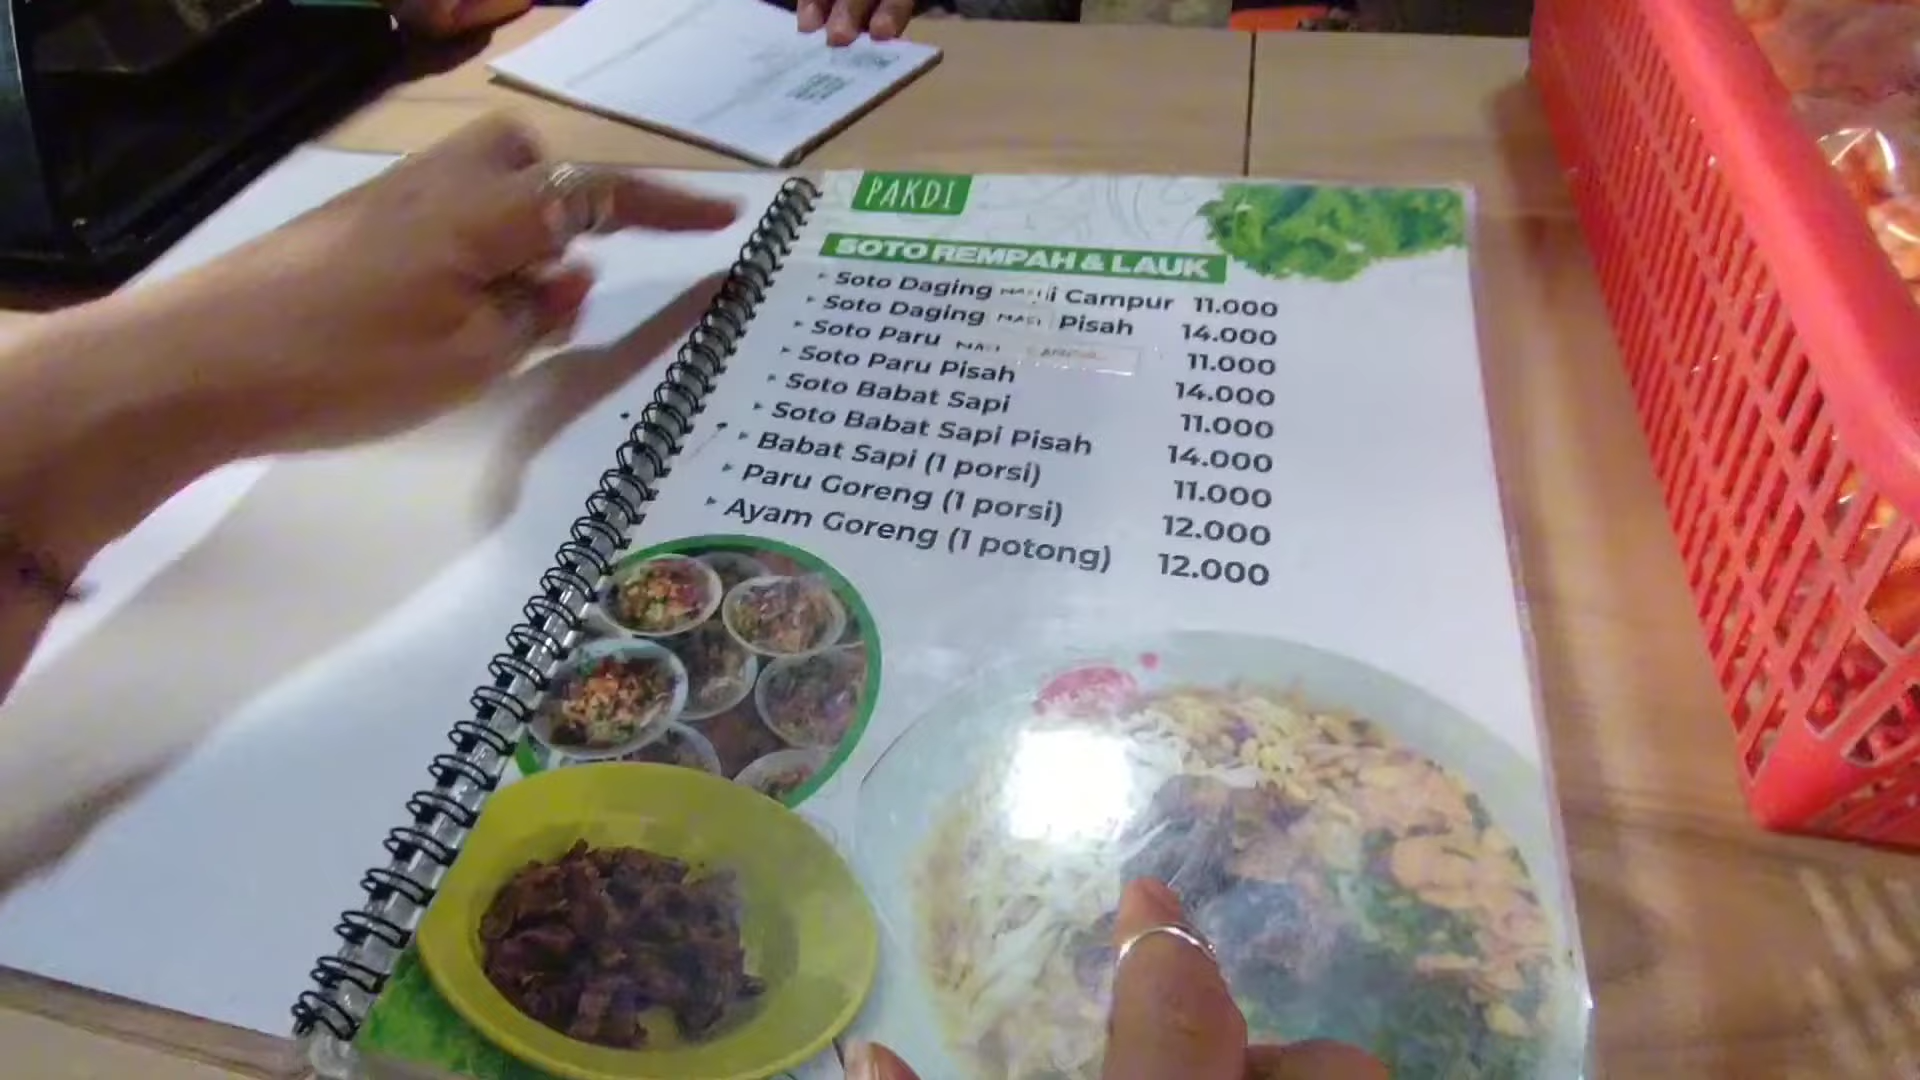 PAKDI
SOTO REMPAH & LAUK
Soto Daging Campur 11.000
Soto Daging Pisah 14.000
Soto Paru 11.000
Soto Paru Pisah 14.000
Soto Babat Sapi 11.000
Soto Babat Sapi Pisah 14.000
Babat Sapi (1 porsi) 11.000
Paru Goreng (1 porsi) 12.000
Ayam Goreng (1 potong) 12.000